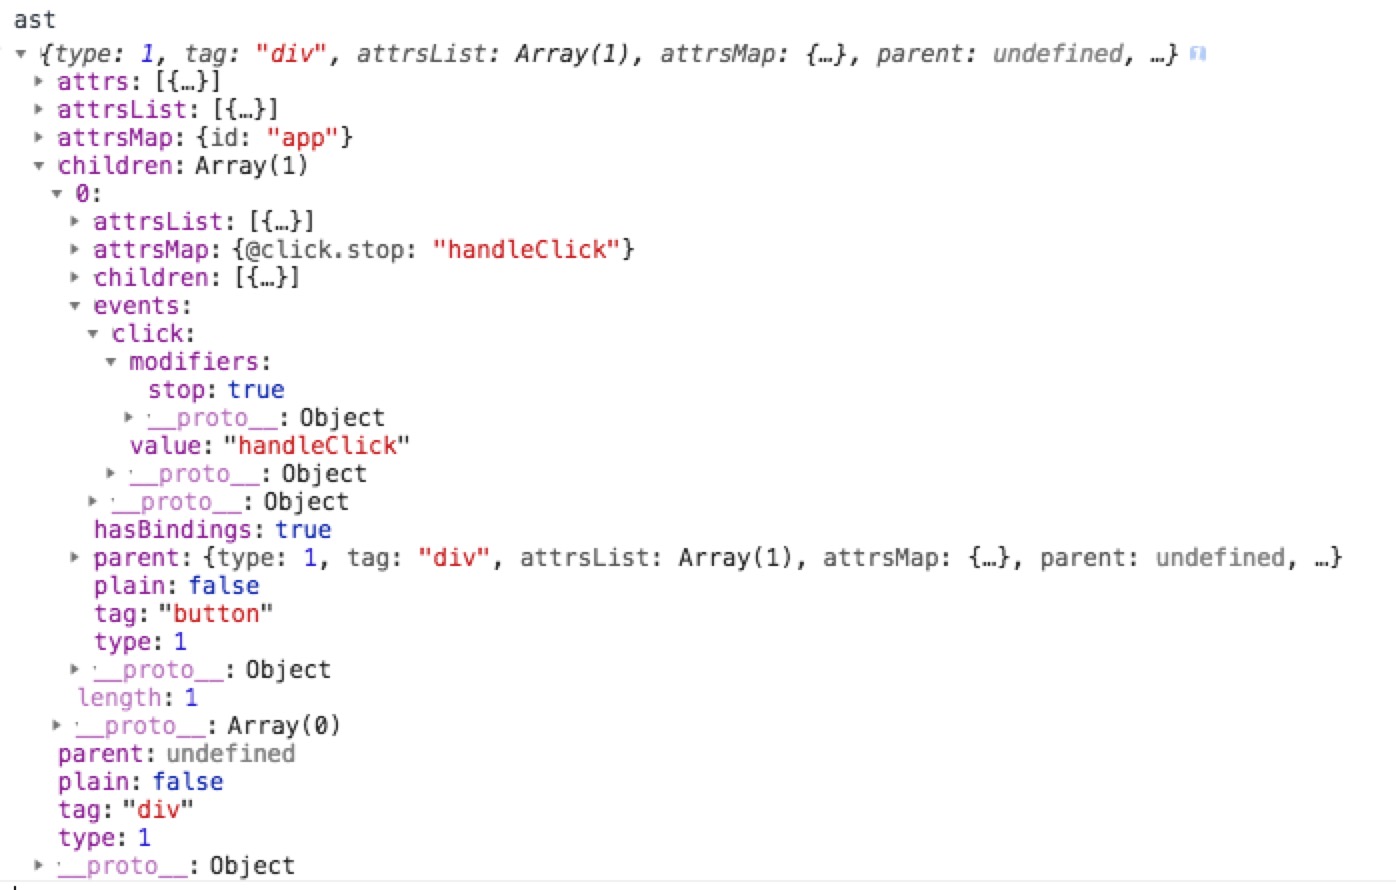 ast
{type: 1, tag: "div", attrsList: Array(1), attrsMap: {…}, parent: undefined, …}
attrs: [{…}]
attrsList: [{…}]
attrsMap: {id: "app"}
children: Array(1)
0:
attrsList: [{…}]
attrsMap: {@click.stop: "handleClick"}
children: [{…}]
events:
click:
modifiers:
stop: true
__proto__: Object
value: "handleClick"
__proto__: Object
__proto__: Object
hasBindings: true
parent: {type: 1, tag: "div", attrsList: Array(1), attrsMap: {…}, parent: undefined, …}
plain: false
tag: "button"
type: 1
__proto__: Object
length: 1
__proto__: Array(0)
parent: undefined
plain: false
tag: "div"
type: 1
__proto__: Object